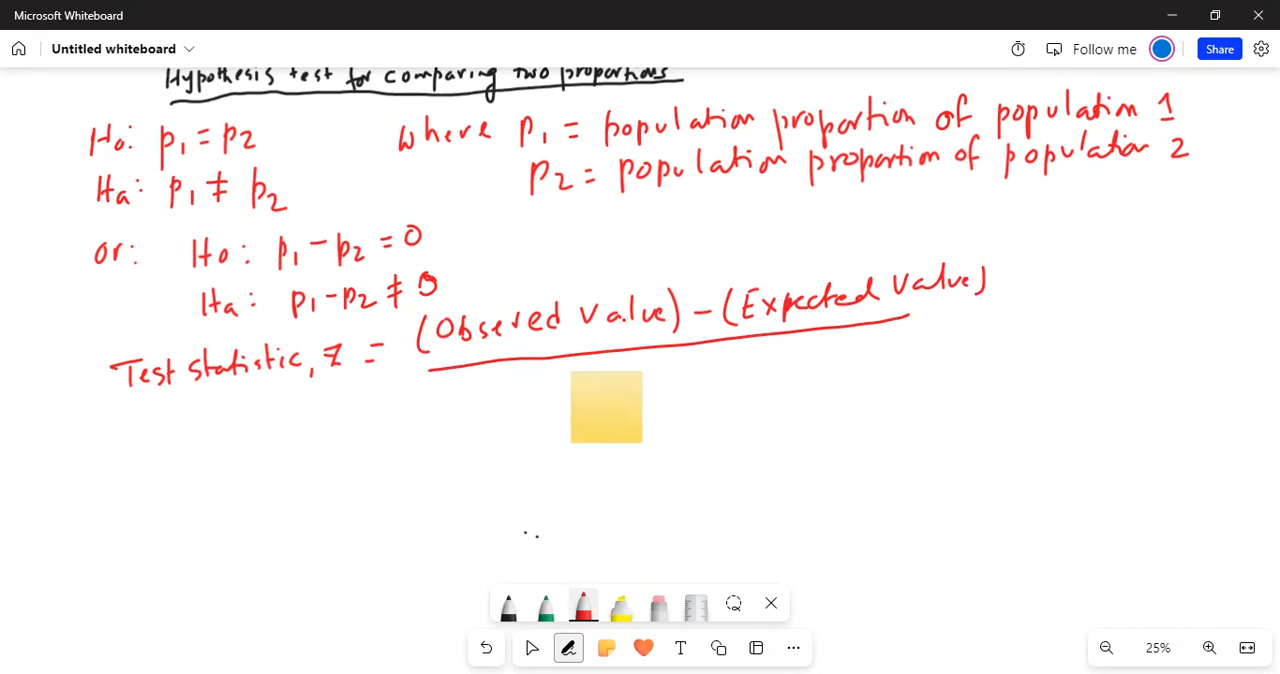 Microsoft Whiteboard
Untitled whiteboard
Follow me
Share
Hypothesis test for comparing two proportions
Ho: p1 = p2 where p1 = population proportion of population 1
Ha: p1 ≠ p2 p2 = population proportion of population 2
or: Ho: p1 - p2 = 0
Ha: p1 - p2 ≠ 0
Test statistic, z = (Obsered value) - (Expected value)
25%